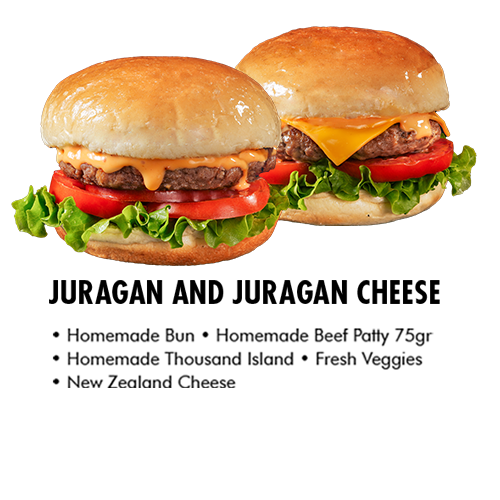 JURAGAN AND JURAGAN CHEESE
• Homemade Bun • Homemade Beef Patty 75gr
• Homemade Thousand Island • Fresh Veggies
• New Zealand Cheese